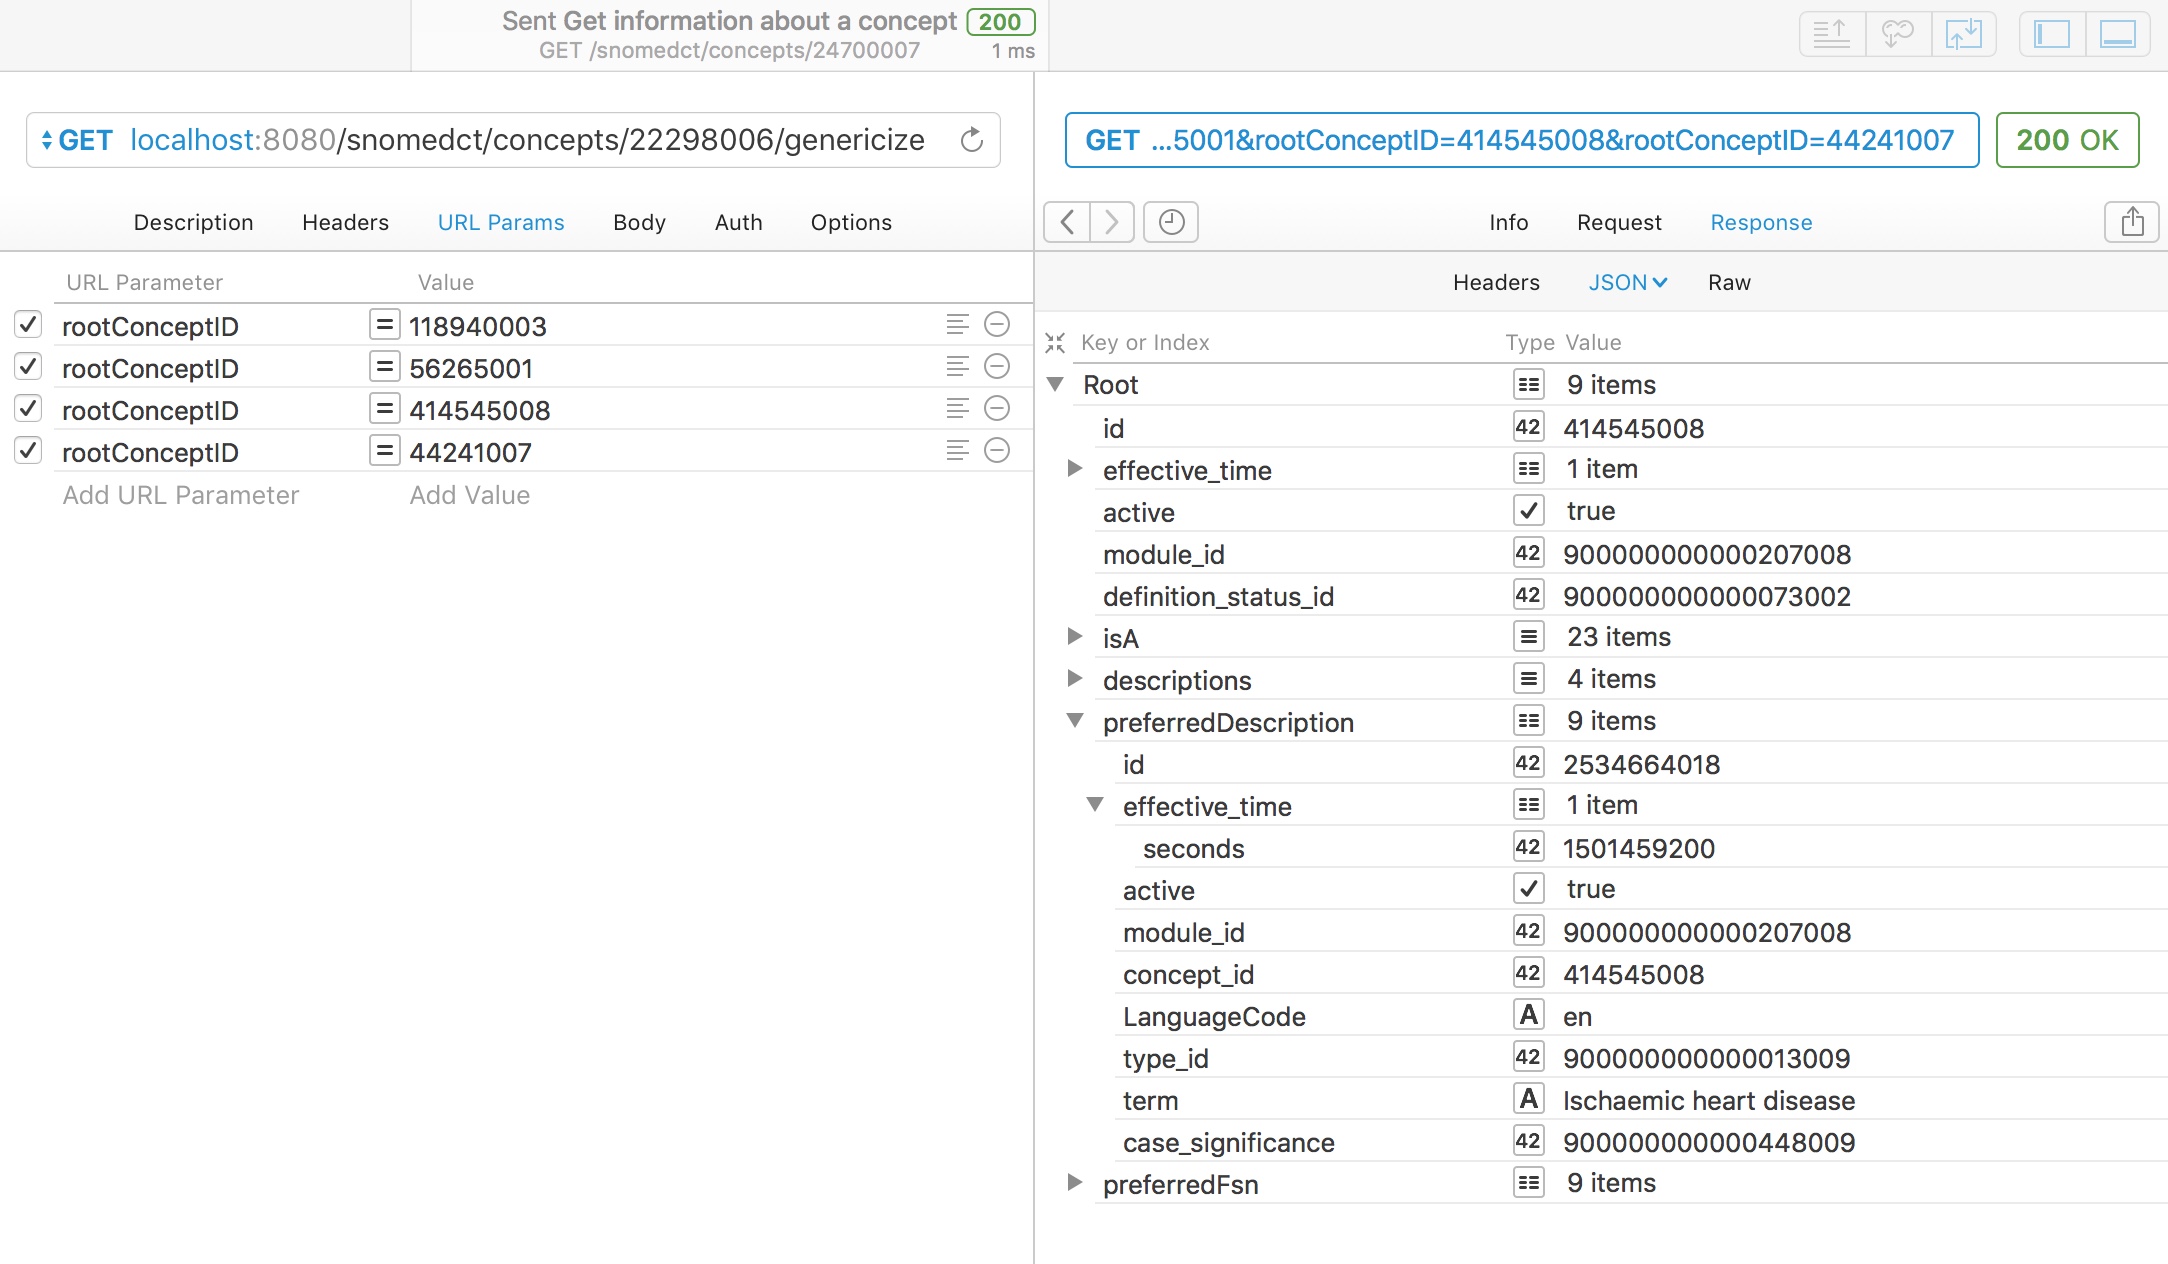 Sent Get information about a concept 200
GET /snomedct/concepts/24700007 1 ms
GET localhost:8080/snomedct/concepts/22298006/genericize
Description Headers URL Params Body Auth Options
URL Parameter Value
rootConceptID = 118940003
rootConceptID = 56265001
rootConceptID = 414545008
rootConceptID = 44241007
Add URL Parameter Add Value
GET ...5001&rootConceptID=414545008&rootConceptID=44241007 200 OK
Info Request Response
Headers JSON Raw
Key or Index Type Value
Root 9 items
id 42 414545008
effective_time 1 item
active true
module_id 42 900000000000207008
definition_status_id 42 900000000000073002
isA 23 items
descriptions 4 items
preferredDescription 9 items
id 42 2534664018
effective_time 1 item
seconds 42 1501459200
active true
module_id 42 900000000000207008
concept_id 42 414545008
LanguageCode A en
type_id 42 900000000000013009
term A Ischaemic heart disease
case_significance 42 900000000000448009
preferredFsn 9 items